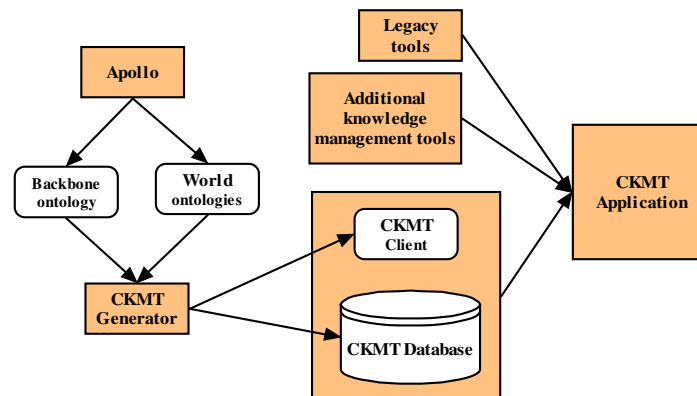 Apollo
Backbone
ontology
World
ontologies
CKMT
Generator
Legacy
tools
Additional
knowledge
management tools
CKMT
Client
CKMT Database
CKMT
Application